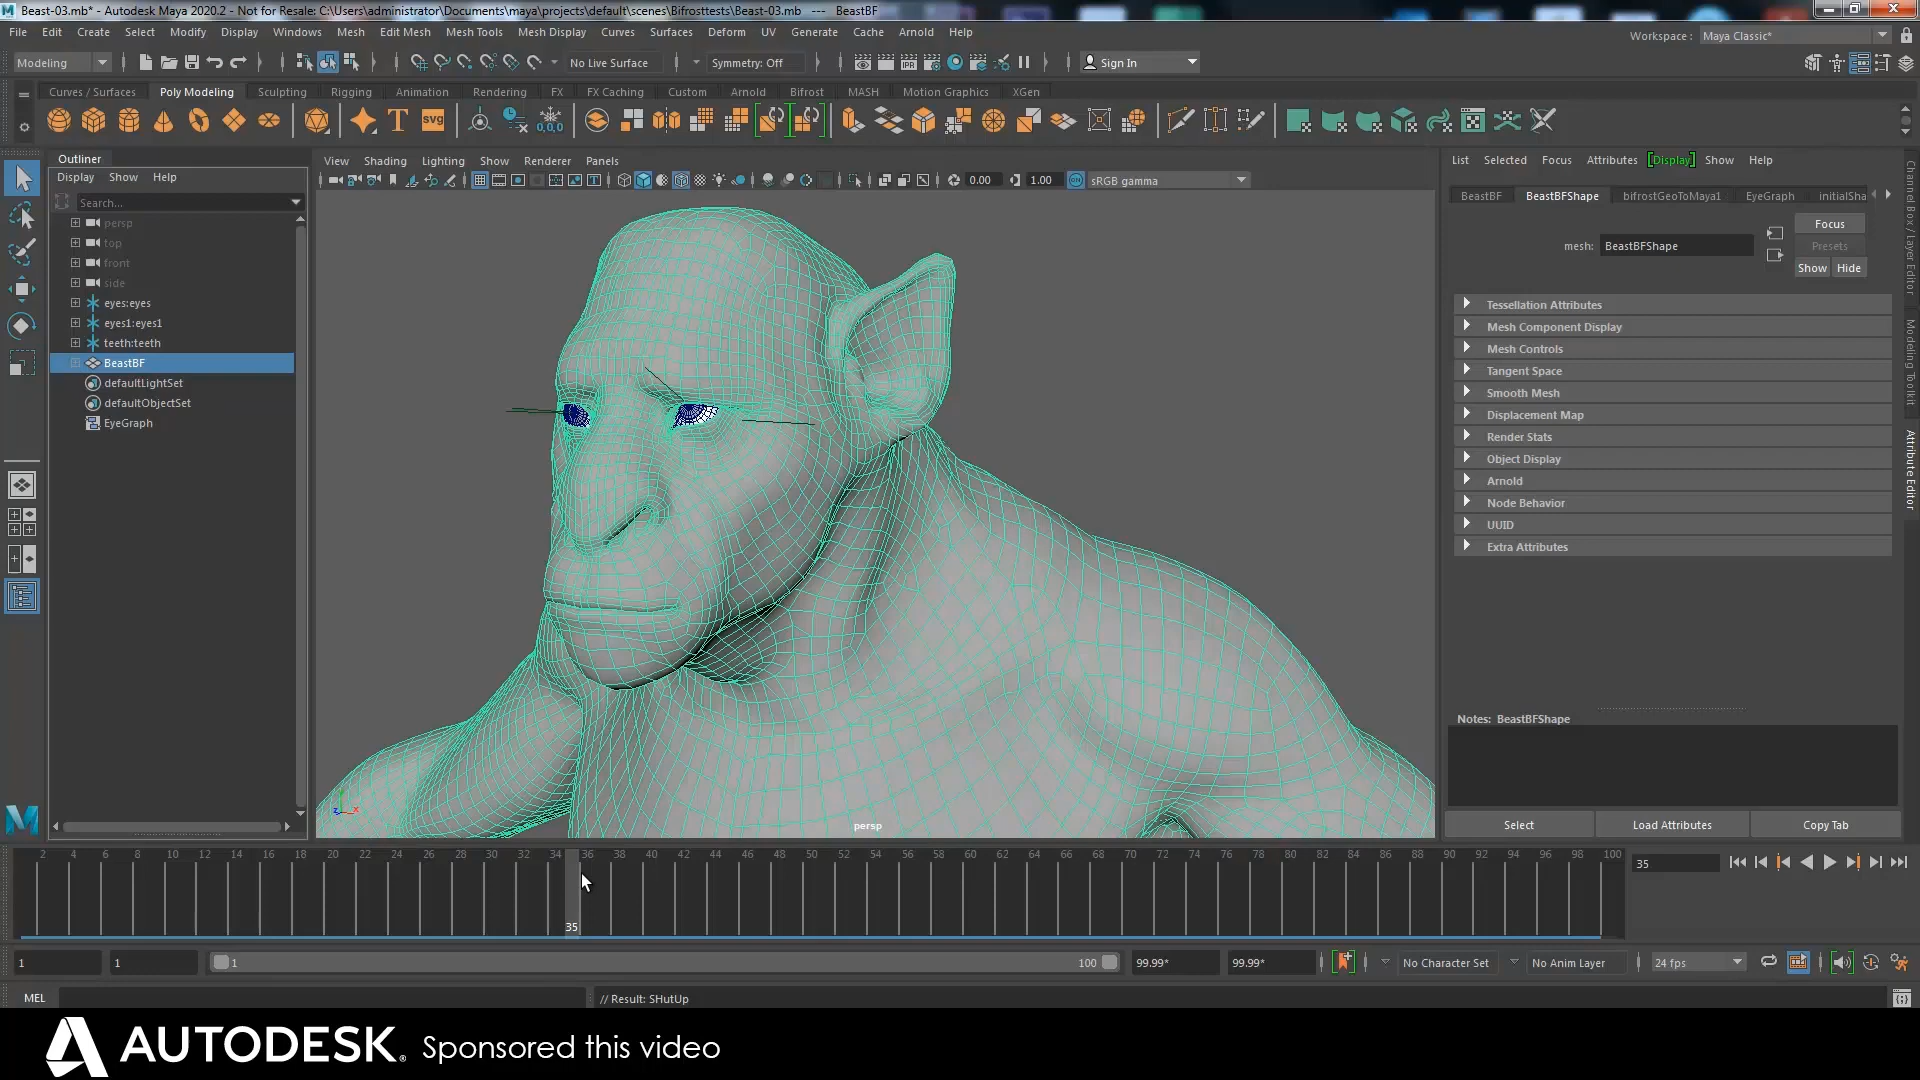 Beast-03.mb* - Autodesk Maya 2020.2 - Not for Resale: C:\Users\administrator\Documents\maya\projects\default\scenes\Bifrosttests\Beast-03.mb --- BeastBF
File Edit Create Select Modify Display Windows Mesh Edit Mesh Mesh Tools Mesh Display Curves Surfaces Deform UV Generate Cache Arnold Help
Workspace : Maya Classic*
Modeling No Live Surface Symmetry: Off Sign In
Curves / Surfaces Poly Modeling Sculpting Rigging Animation Rendering FX FX Caching Custom Arnold Bifrost MASH Motion Graphics XGen
T svg 0,0,0
Outliner
Display Show Help
Search...
persp
top
front
side
eyes:eyes
eyes1:eyes1
teeth:teeth
BeastBF
defaultLightSet
defaultObjectSet
EyeGraph
View Shading Lighting Show Renderer Panels
0.00 1.00 sRGB gamma
persp
List Selected Focus Attributes Display Show Help
BeastBF BeastBFShape bifrostGeoToMaya1 EyeGraph initialSha
Focus
mesh: BeastBFShape
Presets
Show Hide
Tessellation Attributes
Mesh Component Display
Mesh Controls
Tangent Space
Smooth Mesh
Displacement Map
Render Stats
Object Display
Arnold
Node Behavior
UUID
Extra Attributes
Notes: BeastBFShape
Select Load Attributes Copy Tab
Channel Box / Layer Editor
Modeling Toolkit
Attribute Editor
2 4 6 8 10 12 14 16 18 20 22 24 26 28 30 32 34 36 38 40 42 44 46 48 50 52 54 56 58 60 62 64 66 68 70 72 74 76 78 80 82 84 86 88 90 92 94 96 98 100
35
35
1 1 1 100 99.99* 99.99* No Character Set No Anim Layer 24 fps
MEL // Result: SHutUp
AUTODESK. Sponsored this video